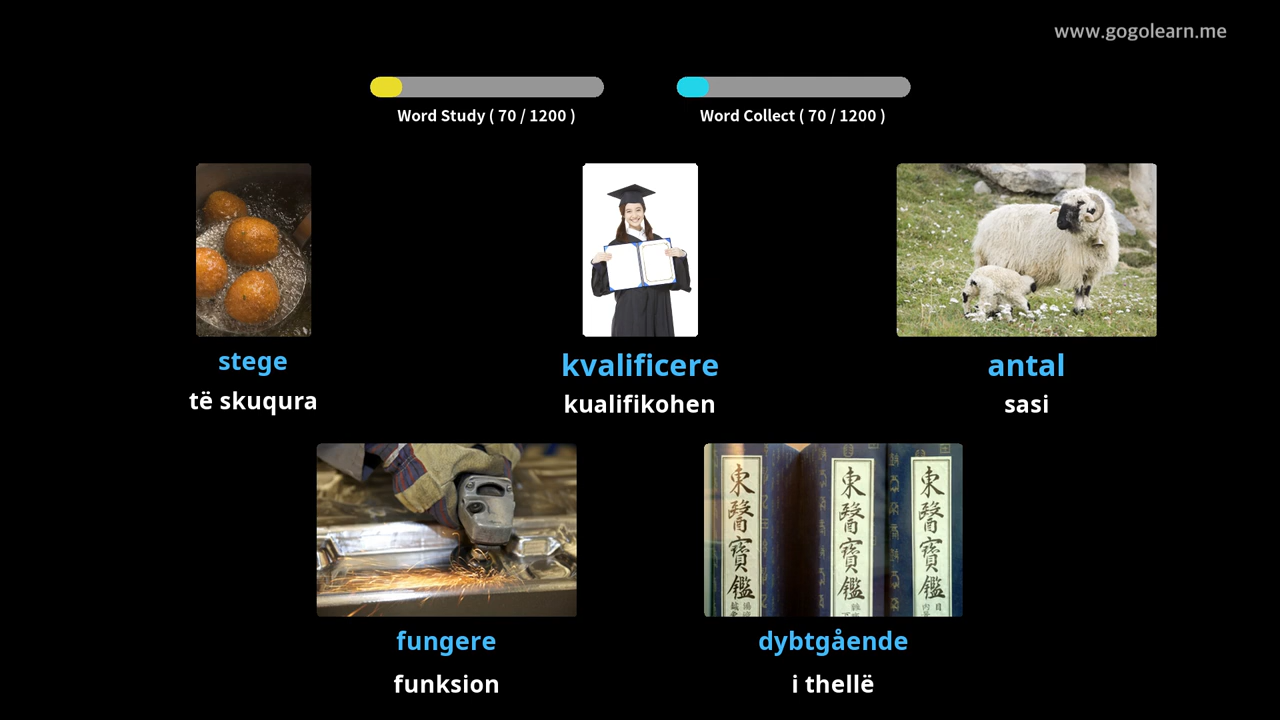 www.gogolearn.me
Word Study ( 70 / 1200 )
Word Collect ( 70 / 1200 )
stege
të skuqura
kvalificere
kualifikohen
antal
sasi
東醫寶鑑
東醫寶鑑
東醫寶鑑
fungere
funksion
dybtgående
i thellë